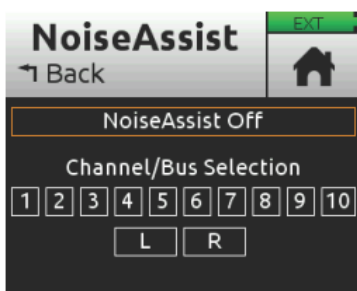 NoiseAssist
EXT
Back
NoiseAssist Off
Channel/Bus Selection
1 2 3 4 5 6 7 8 9 10
L R